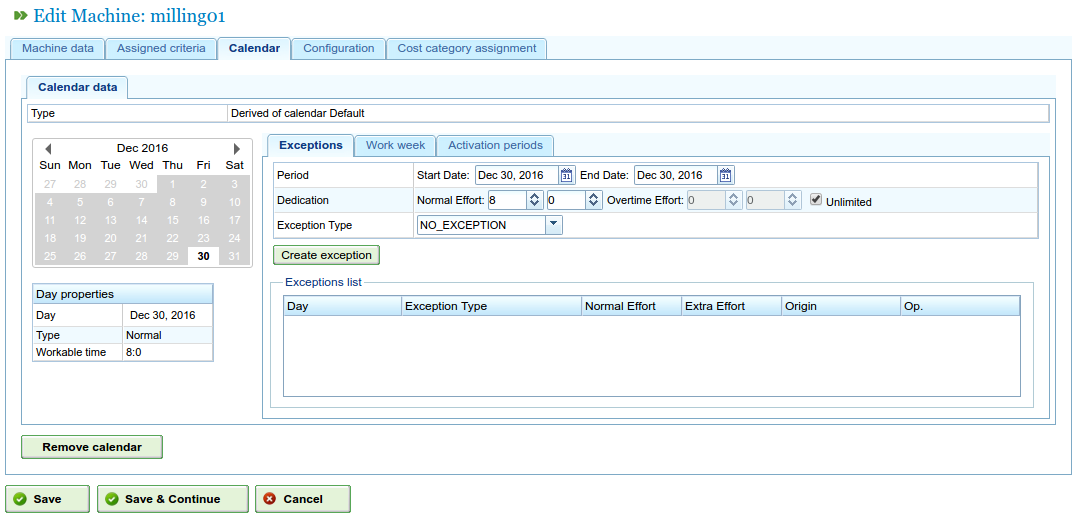 Edit Machine: milling01
Machine data Assigned criteria Calendar Configuration Cost category assignment
Calendar data
Type Derived of calendar Default
Dec 2016
Sun Mon Tue Wed Thu Fri Sat
27 28 29 30 1 2 3
4 5 6 7 8 9 10
11 12 13 14 15 16 17
18 19 20 21 22 23 24
25 26 27 28 29 30 31
Day properties
Day Dec 30, 2016
Type Normal
Workable time 8:0
Exceptions Work week Activation periods
Period Start Date: Dec 30, 2016 31 End Date: Dec 30, 2016 31
Dedication Normal Effort: 8 0 Overtime Effort: 0 0 Unlimited
Exception Type NO_EXCEPTION
Create exception
Exceptions list
Day Exception Type Normal Effort Extra Effort Origin Op.
Remove calendar
Save Save & Continue Cancel